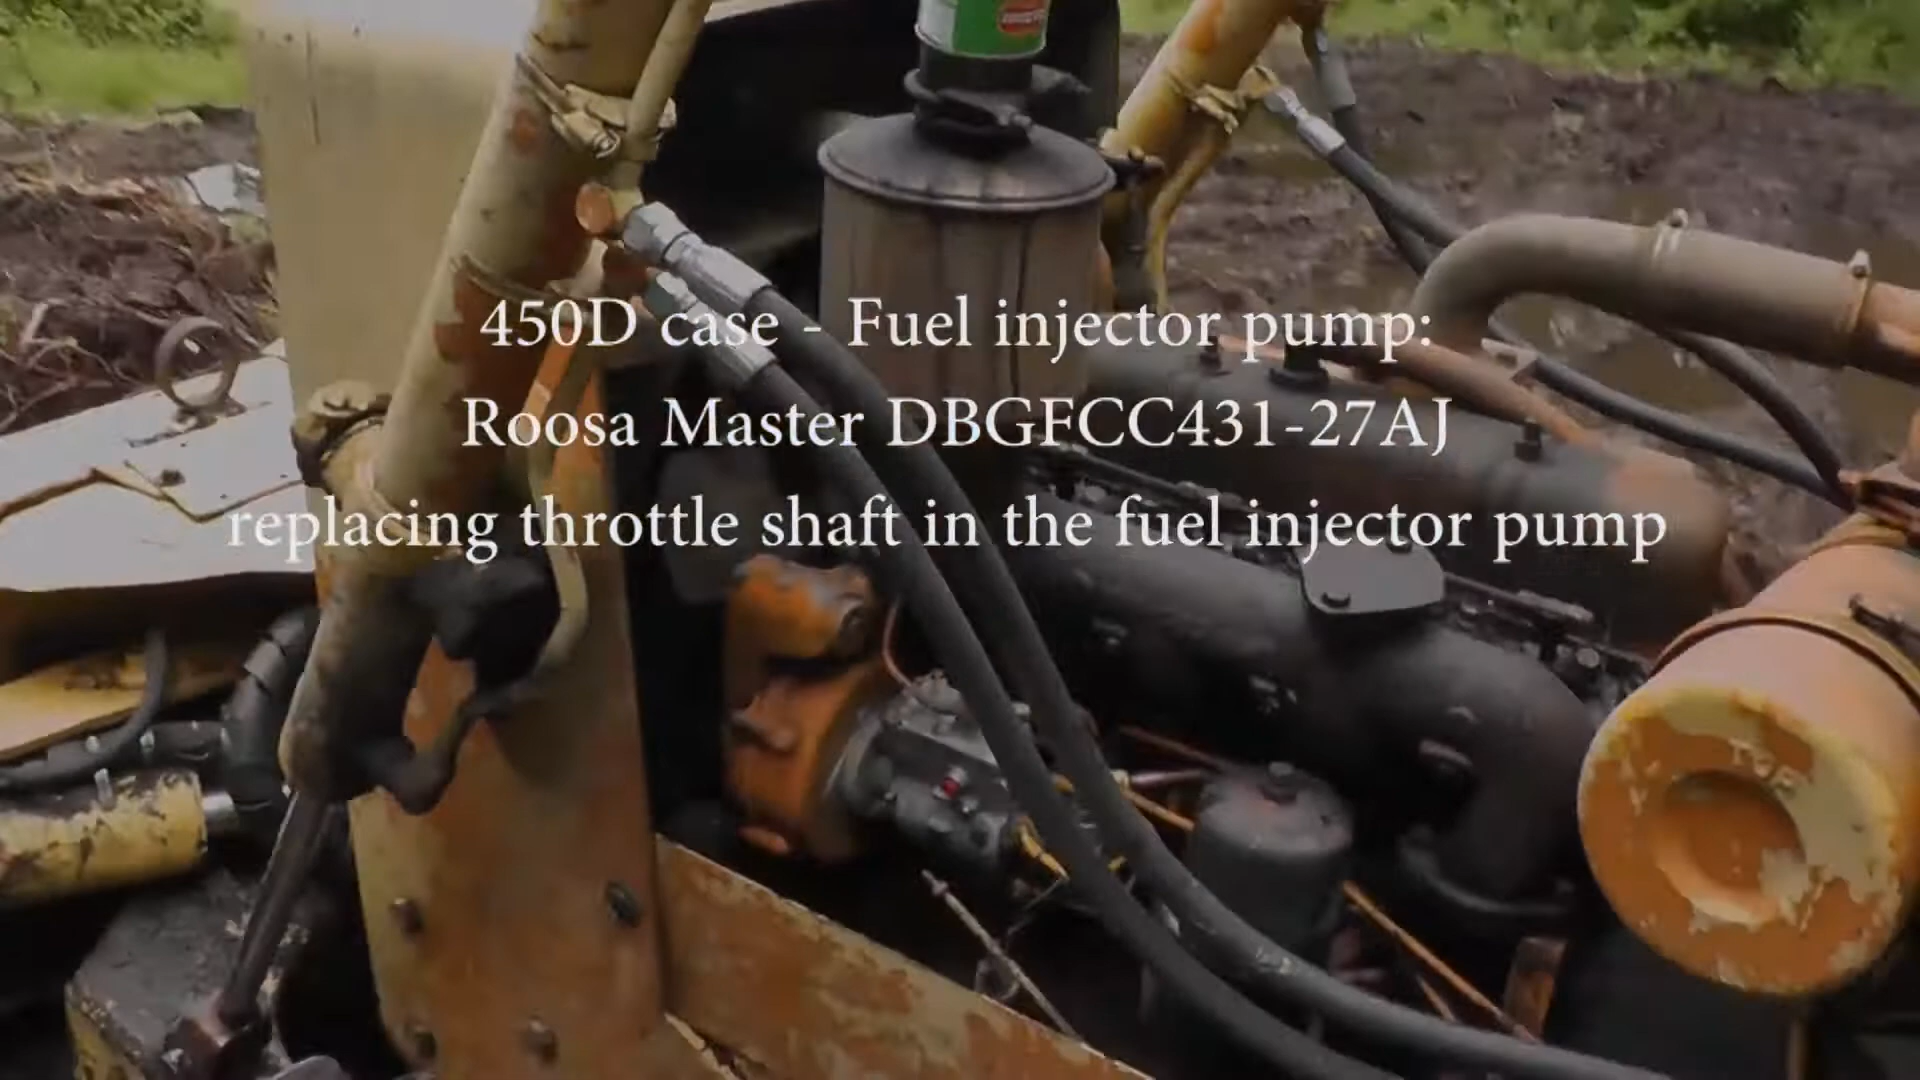 450D case - Fuel injector pump:
Roosa Master DBGFCC431-27AJ
replacing throttle shaft in the fuel injector pump